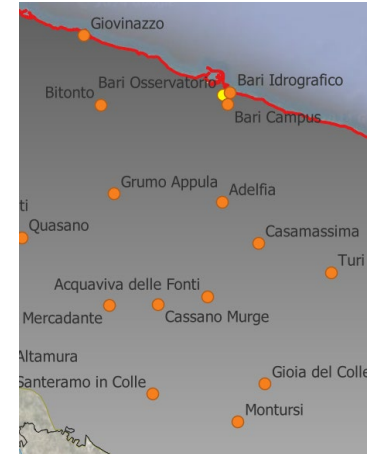 Giovinazzo
Bari Osservatorio
Bari Idrografico
Bitonto
Bari Campus
Grumo Appula
Adelfia
ti
Quasano
Casamassima
Turi
Acquaviva delle Fonti
Mercadante
Cassano Murge
Altamura
Gioia del Colle
Santeramo in Colle
Montursi